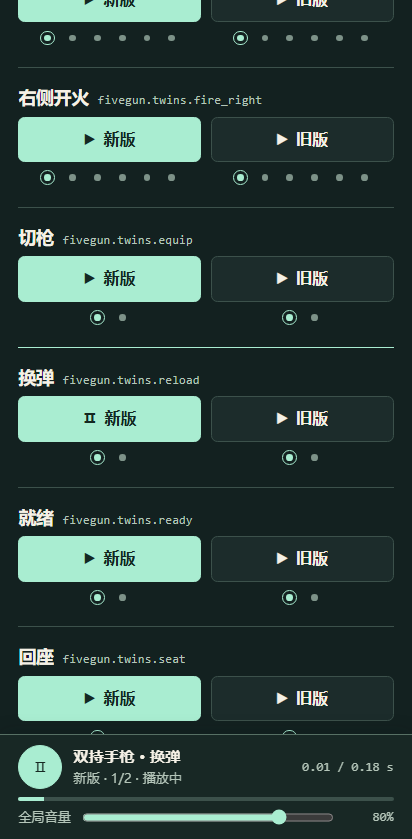 ▶ 新版 ▶ 旧版
右侧开火 fivegun.twins.fire_right
▶ 新版 ▶ 旧版
切枪 fivegun.twins.equip
▶ 新版 ▶ 旧版
换弹 fivegun.twins.reload
⏸ 新版 ▶ 旧版
就绪 fivegun.twins.ready
▶ 新版 ▶ 旧版
回座 fivegun.twins.seat
▶ 新版 ▶ 旧版
双持手枪 · 换弹
新版 · 1/2 · 播放中
0.01 / 0.18 s
全局音量 80%